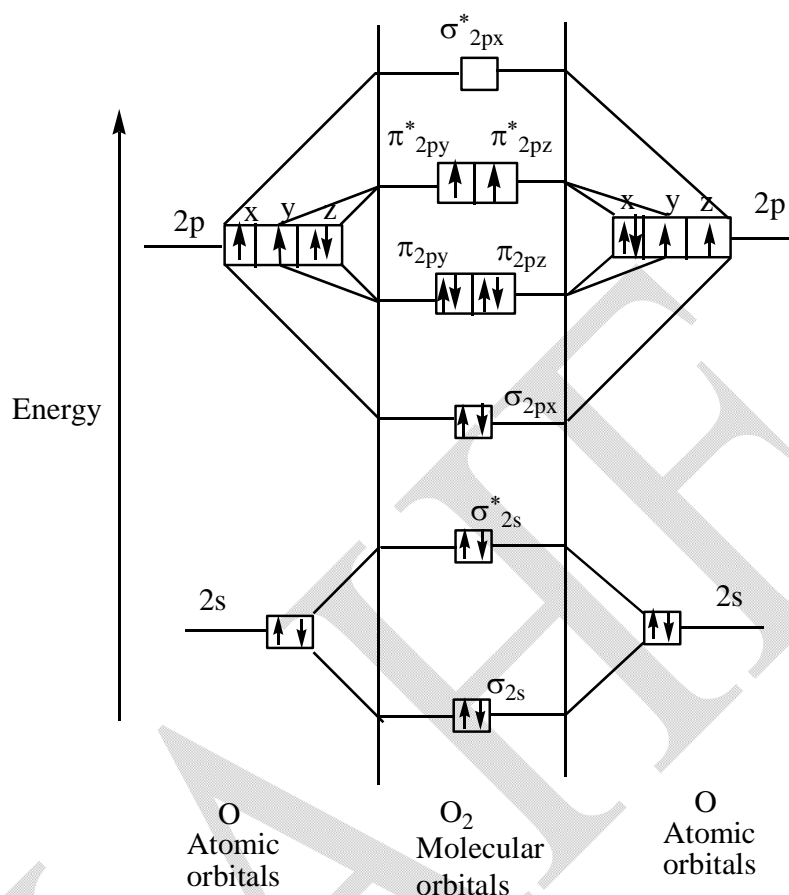 σ*2px
π*2py π*2pz
x y z x y z
2p 2p
π2py π2pz
Energy
σ2px
σ*2s
2s 2s
σ2s
O O2 O
Atomic Molecular Atomic
orbitals orbitals orbitals